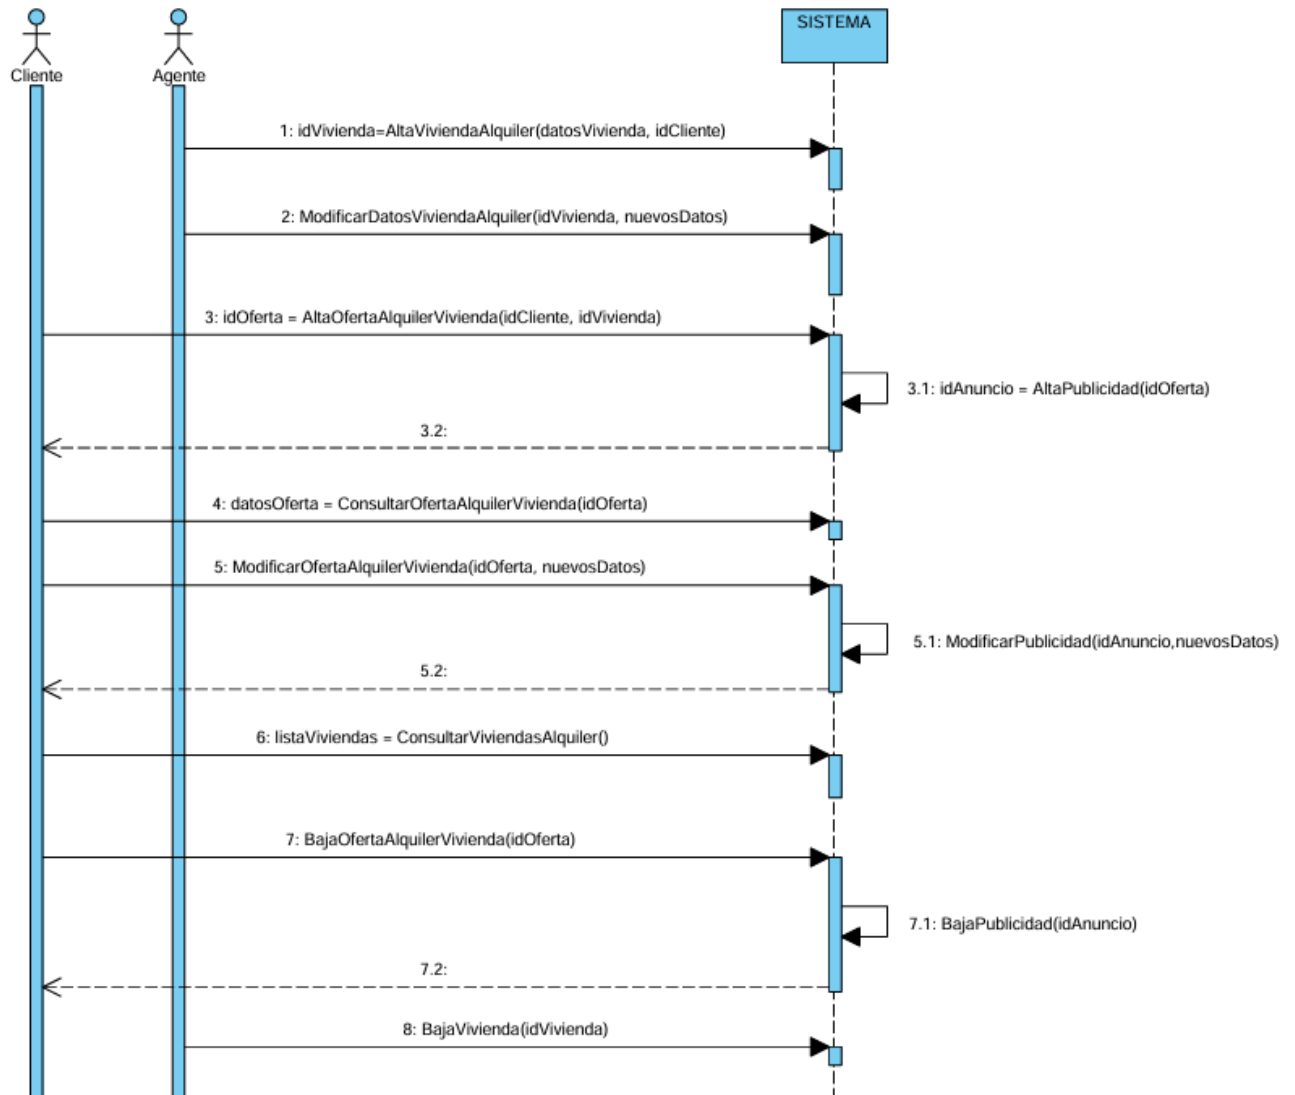 SISTEMA
Cliente
Agente
1: idVivienda=AltaViviendaAlquiler(datosVivienda, idCliente)
2: ModificarDatosViviendaAlquiler(idVivienda, nuevosDatos)
3: idOferta = AltaOfertaAlquilerVivienda(idCliente, idVivienda)
3.1: idAnuncio = AltaPublicidad(idOferta)
3.2:
4: datosOferta = ConsultarOfertaAlquilerVivienda(idOferta)
5: ModificarOfertaAlquilerVivienda(idOferta, nuevosDatos)
5.1: ModificarPublicidad(idAnuncio,nuevosDatos)
5.2:
6: listaViviendas = ConsultarViviendasAlquiler()
7: BajaOfertaAlquilerVivienda(idOferta)
7.1: BajaPublicidad(idAnuncio)
7.2:
8: BajaVivienda(idVivienda)